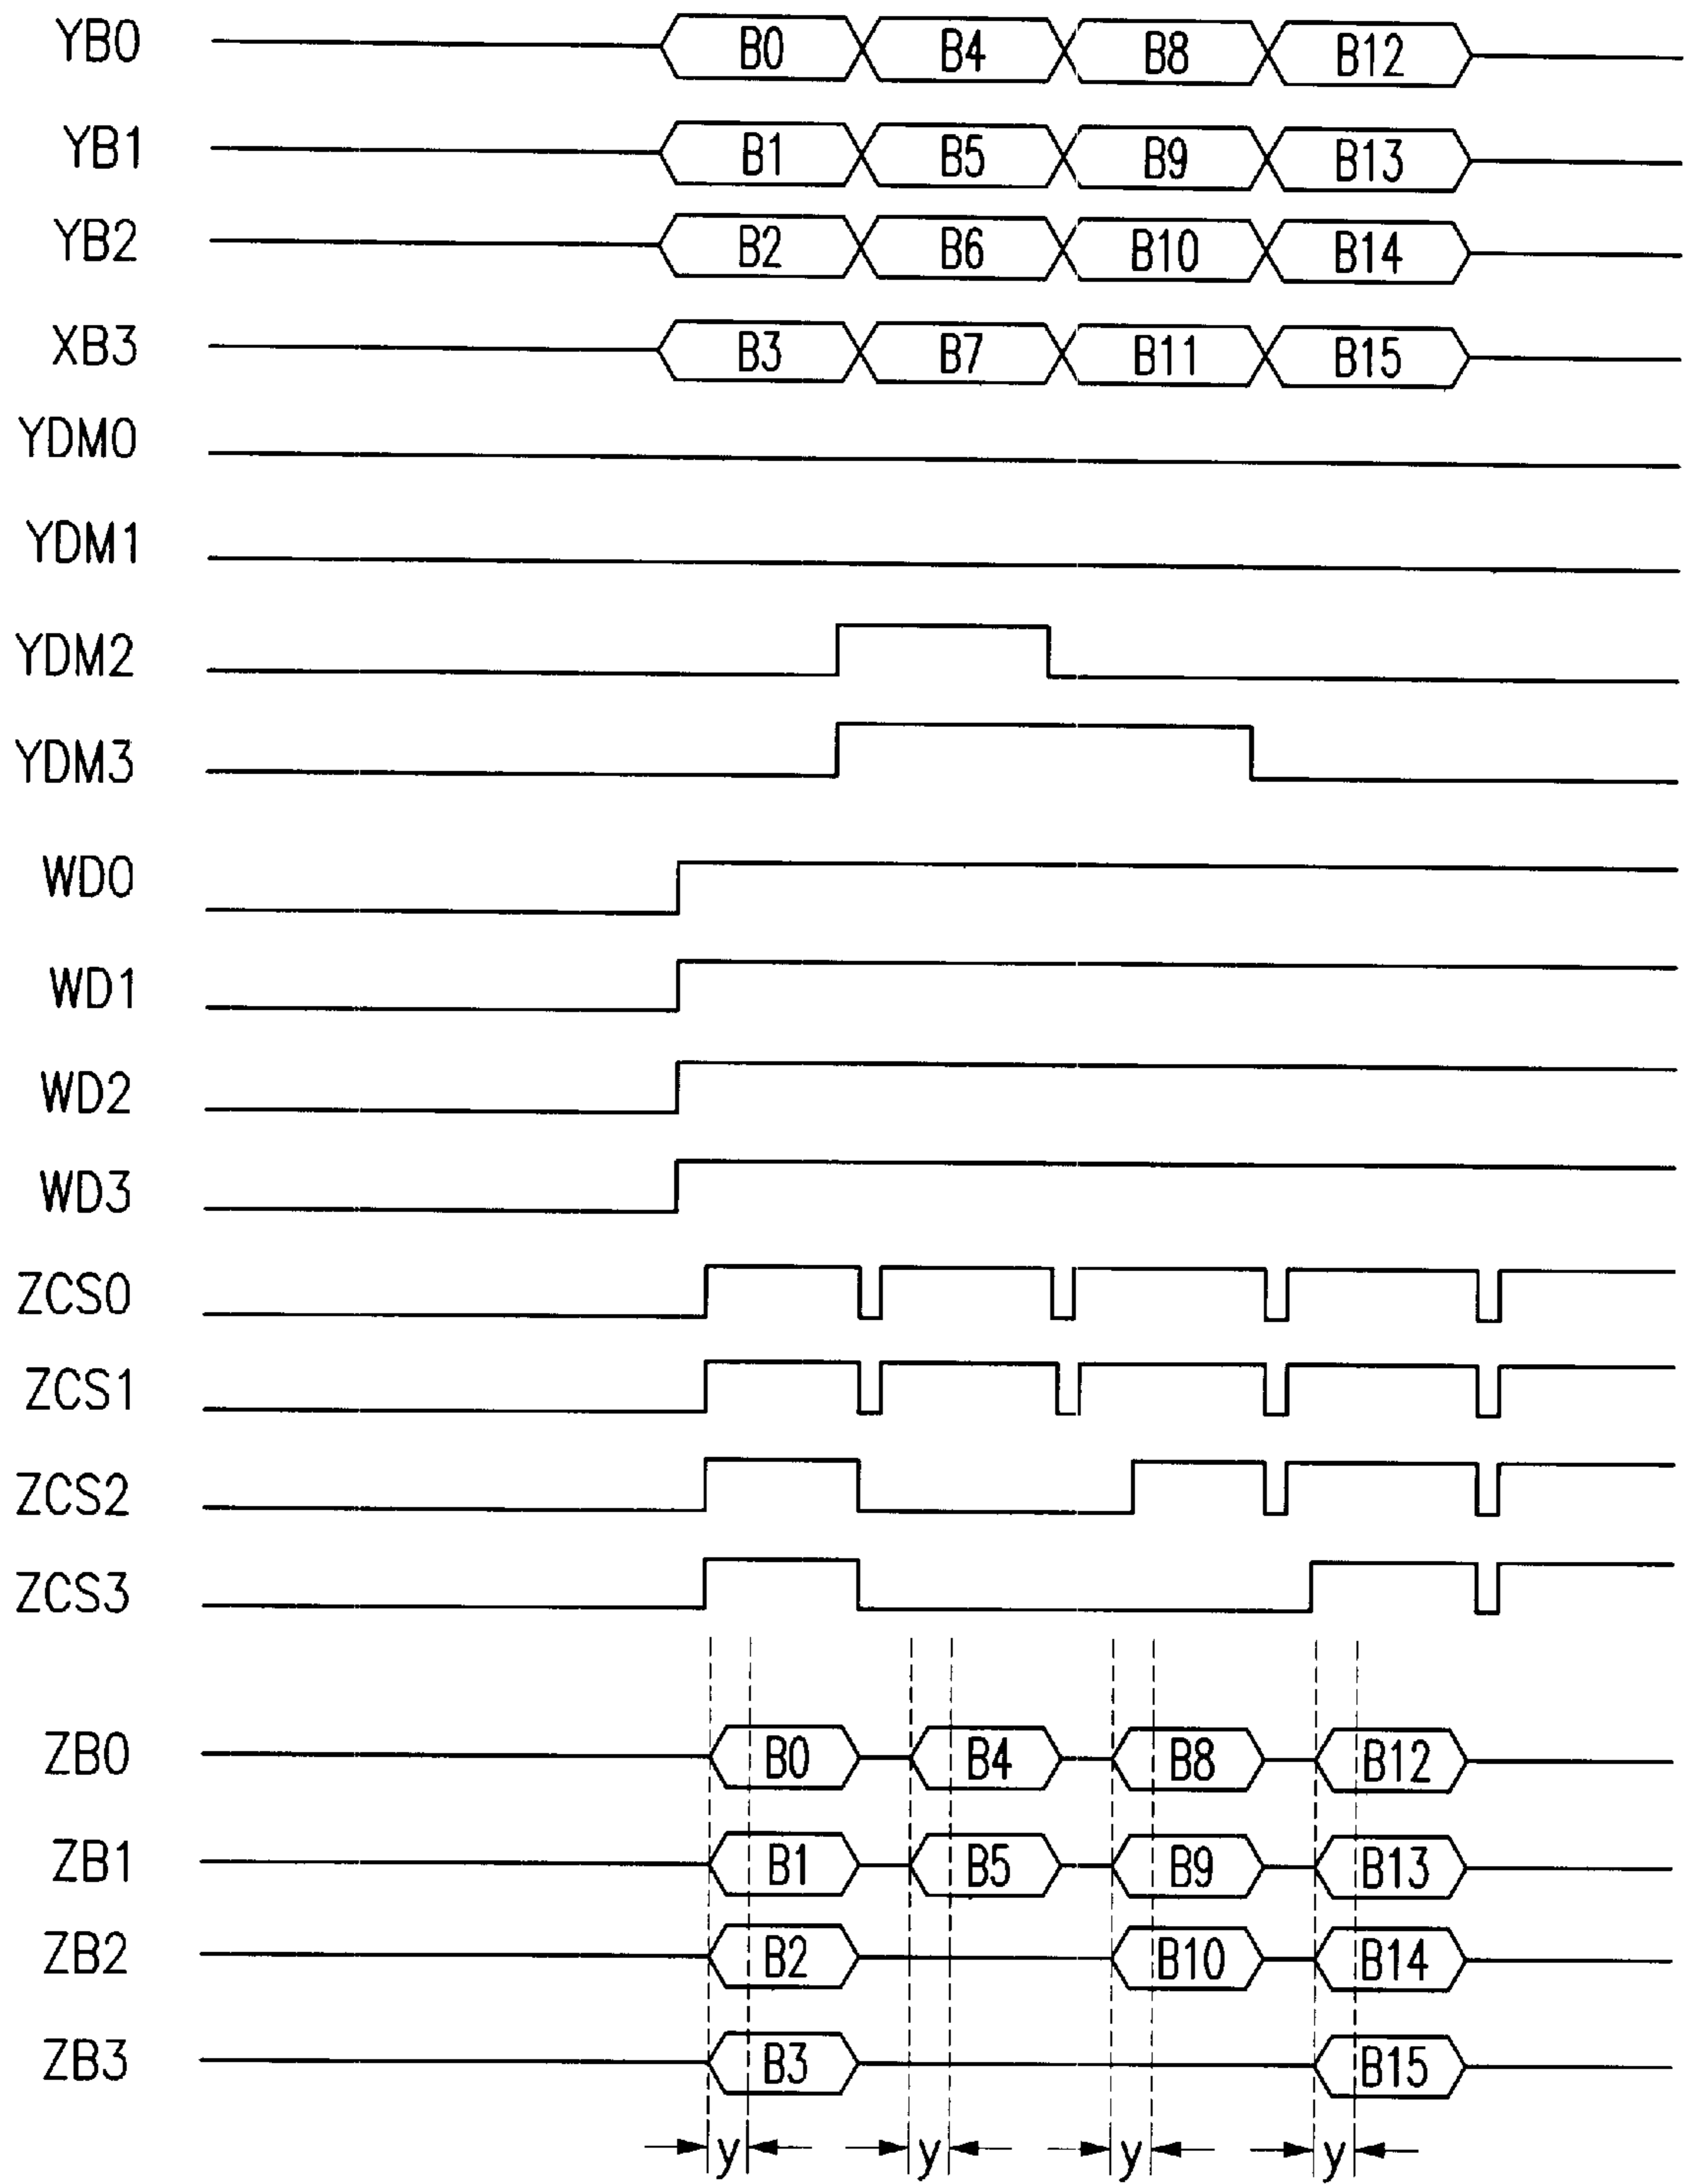 YB0 B0 B4 B8 B12
YB1 B1 B5 B9 B13
YB2 B2 B6 B10 B14
XB3 B3 B7 B11 B15
YDM0
YDM1
YDM2
YDM3
WD0
WD1
WD2
WD3
ZCS0
ZCS1
ZCS2
ZCS3
ZB0 B0 B4 B8 B12
ZB1 B1 B5 B9 B13
ZB2 B2 B10 B14
ZB3 B3 B15
y y y y